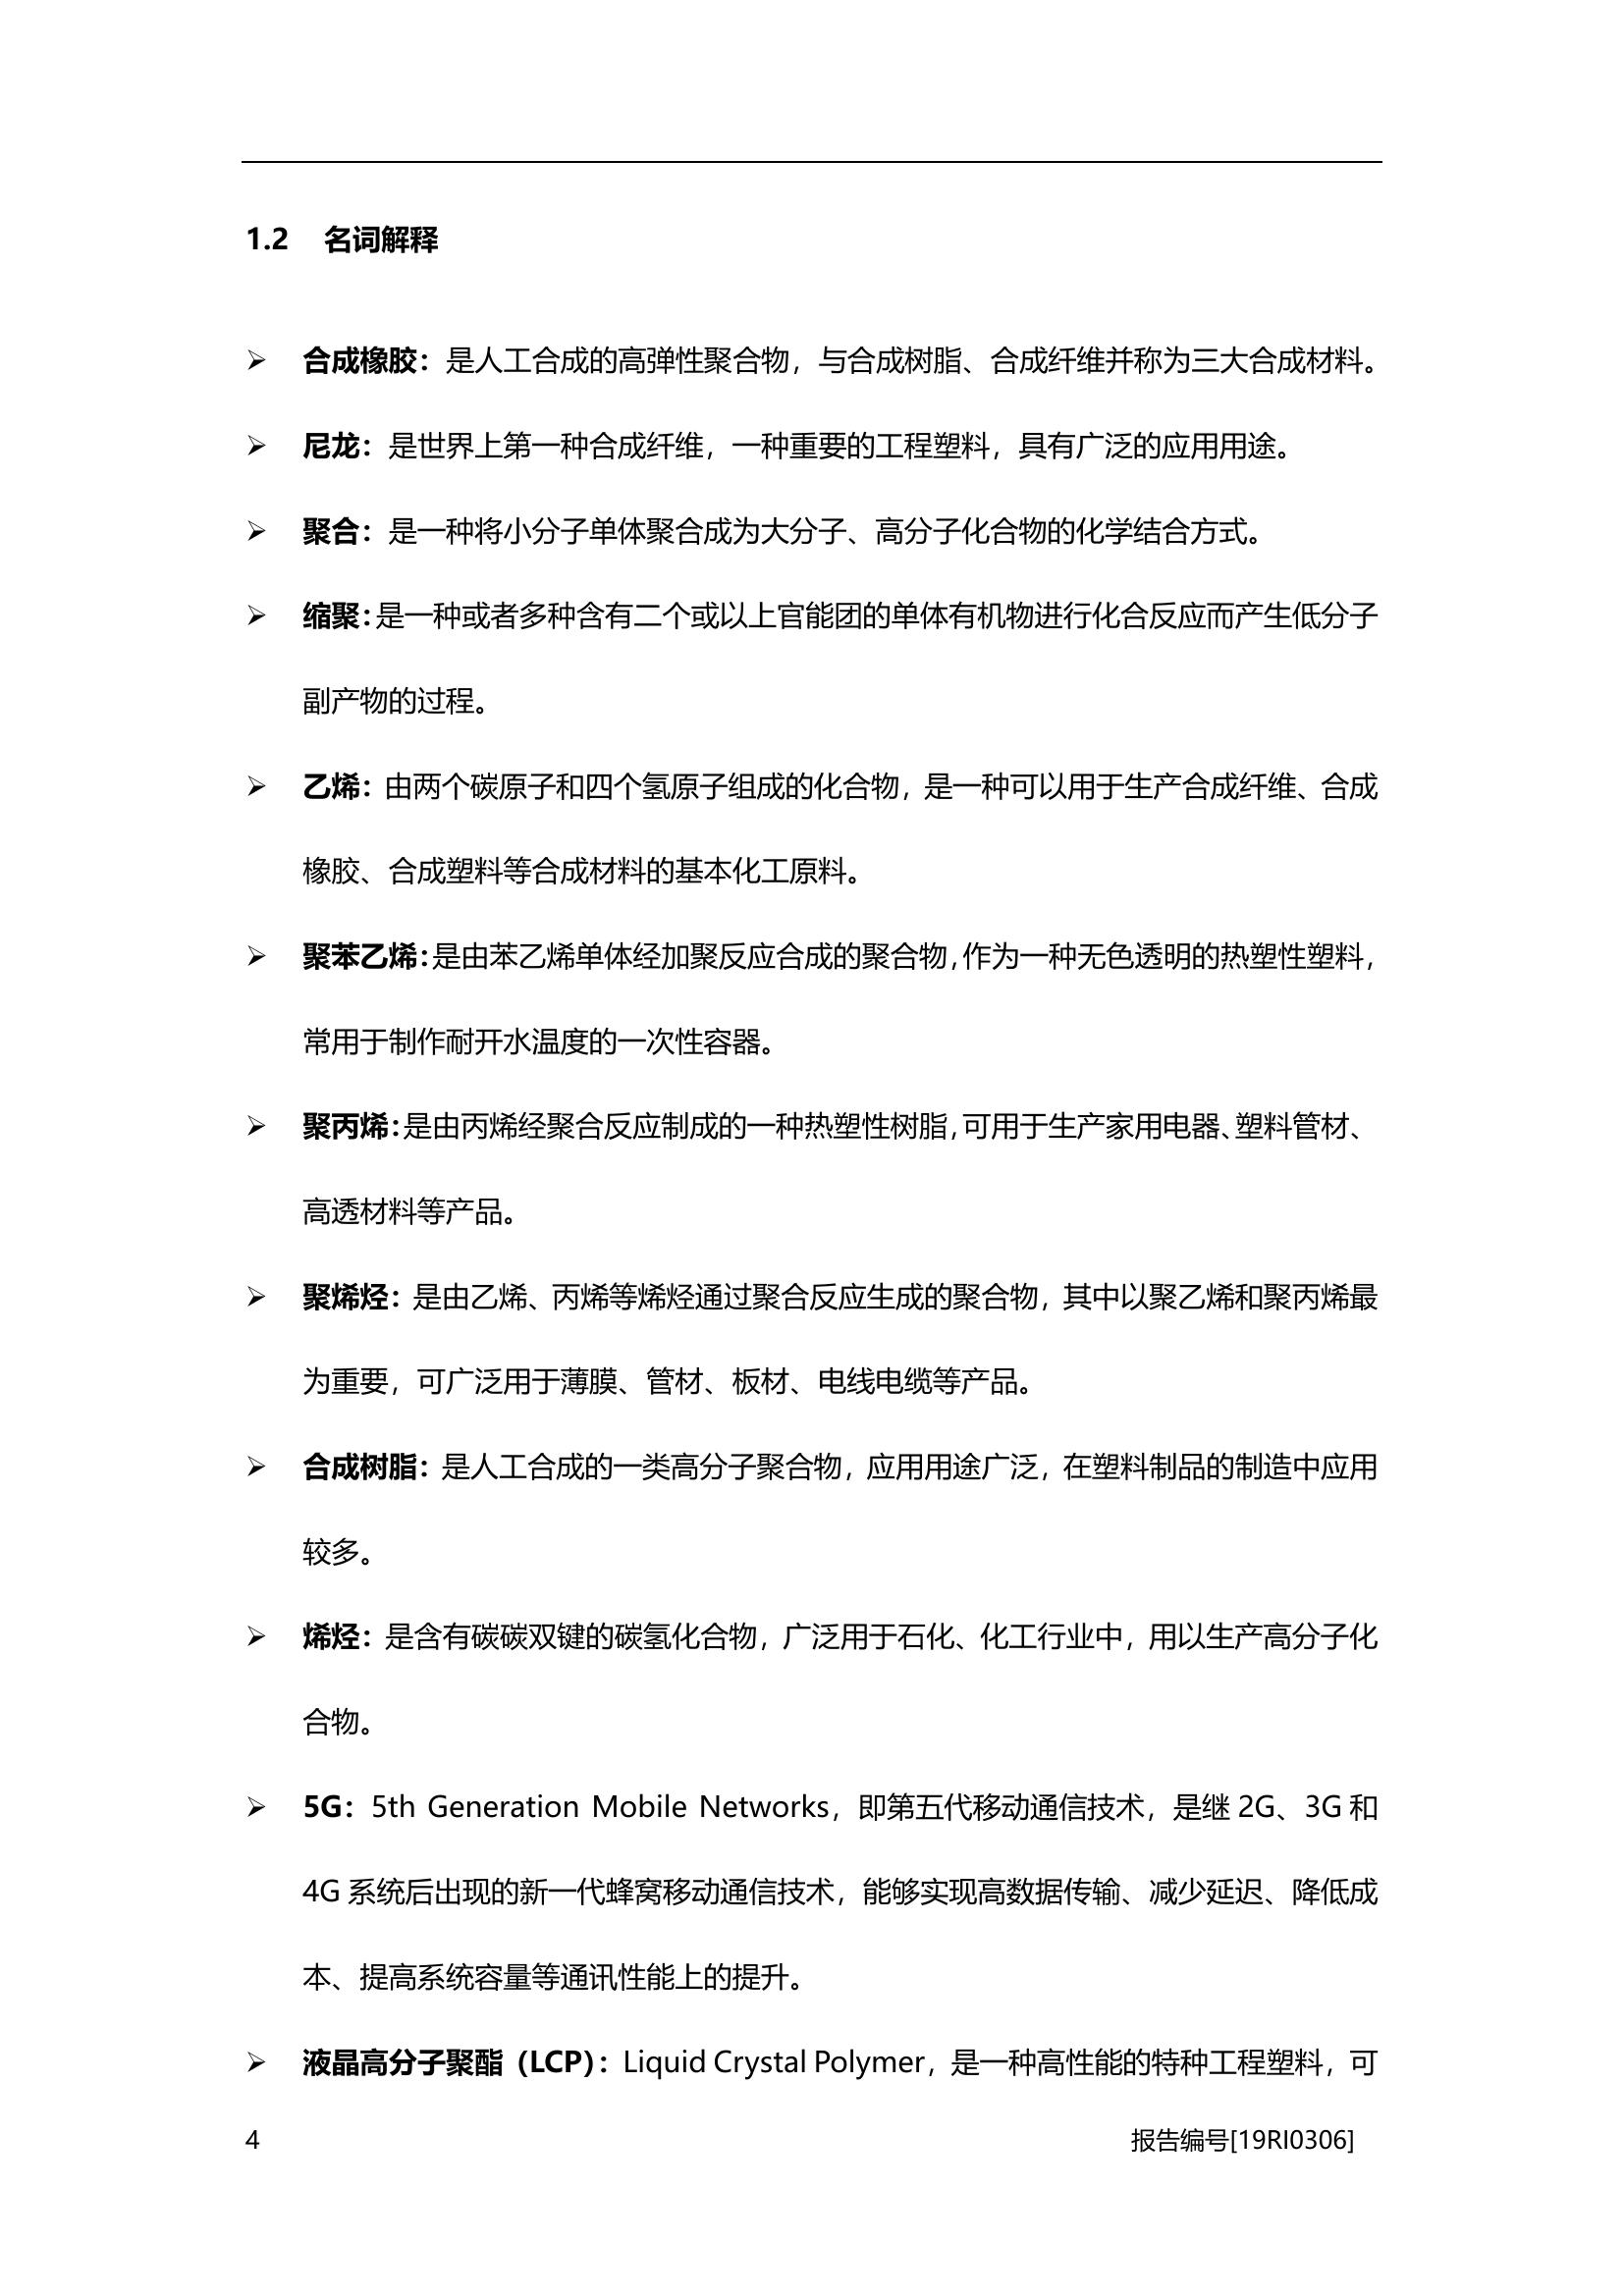 1.2 名词解释
➢ 合成橡胶：是人工合成的高弹性聚合物，与合成树脂、合成纤维并称为三大合成材料。
➢ 尼龙：是世界上第一种合成纤维，一种重要的工程塑料，具有广泛的应用用途。
➢ 聚合：是一种将小分子单体聚合成为大分子、高分子化合物的化学结合方式。
➢ 缩聚：是一种或者多种含有二个或以上官能团的单体有机物进行化合反应而产生低分子
副产物的过程。
➢ 乙烯：由两个碳原子和四个氢原子组成的化合物，是一种可以用于生产合成纤维、合成
橡胶、合成塑料等合成材料的基本化工原料。
➢ 聚苯乙烯：是由苯乙烯单体经加聚反应合成的聚合物，作为一种无色透明的热塑性塑料，
常用于制作耐开水温度的一次性容器。
➢ 聚丙烯：是由丙烯经聚合反应制成的一种热塑性树脂，可用于生产家用电器、塑料管材、
高透材料等产品。
➢ 聚烯烃：是由乙烯、丙烯等烯烃通过聚合反应生成的聚合物，其中以聚乙烯和聚丙烯最
为重要，可广泛用于薄膜、管材、板材、电线电缆等产品。
➢ 合成树脂：是人工合成的一类高分子聚合物，应用用途广泛，在塑料制品的制造中应用
较多。
➢ 烯烃：是含有碳碳双键的碳氢化合物，广泛用于石化、化工行业中，用以生产高分子化
合物。
➢ 5G：5th Generation Mobile Networks，即第五代移动通信技术，是继 2G、3G 和
4G 系统后出现的新一代蜂窝移动通信技术，能够实现高数据传输、减少延迟、降低成
本、提高系统容量等通讯性能上的提升。
➢ 液晶高分子聚酯（LCP）：Liquid Crystal Polymer，是一种高性能的特种工程塑料，可
4 报告编号[19RI0306]